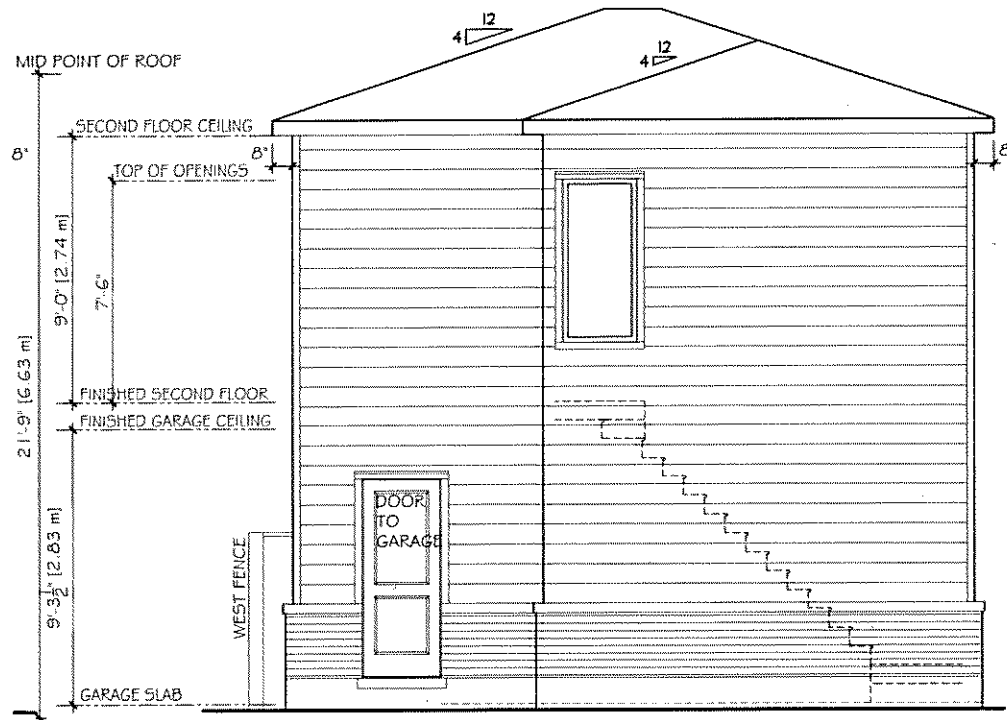 12
4
12
4
MID POINT OF ROOF
SECOND FLOOR CEILING
8"
8"
8"
TOP OF OPENINGS
21'-9" [6.63 m]
9'-0" [2.74 m]
7'-6"
FINISHED SECOND FLOOR
FINISHED GARAGE CEILING
DOOR
TO
GARAGE
9'-3½" [2.83 m]
WEST FENCE
GARAGE SLAB